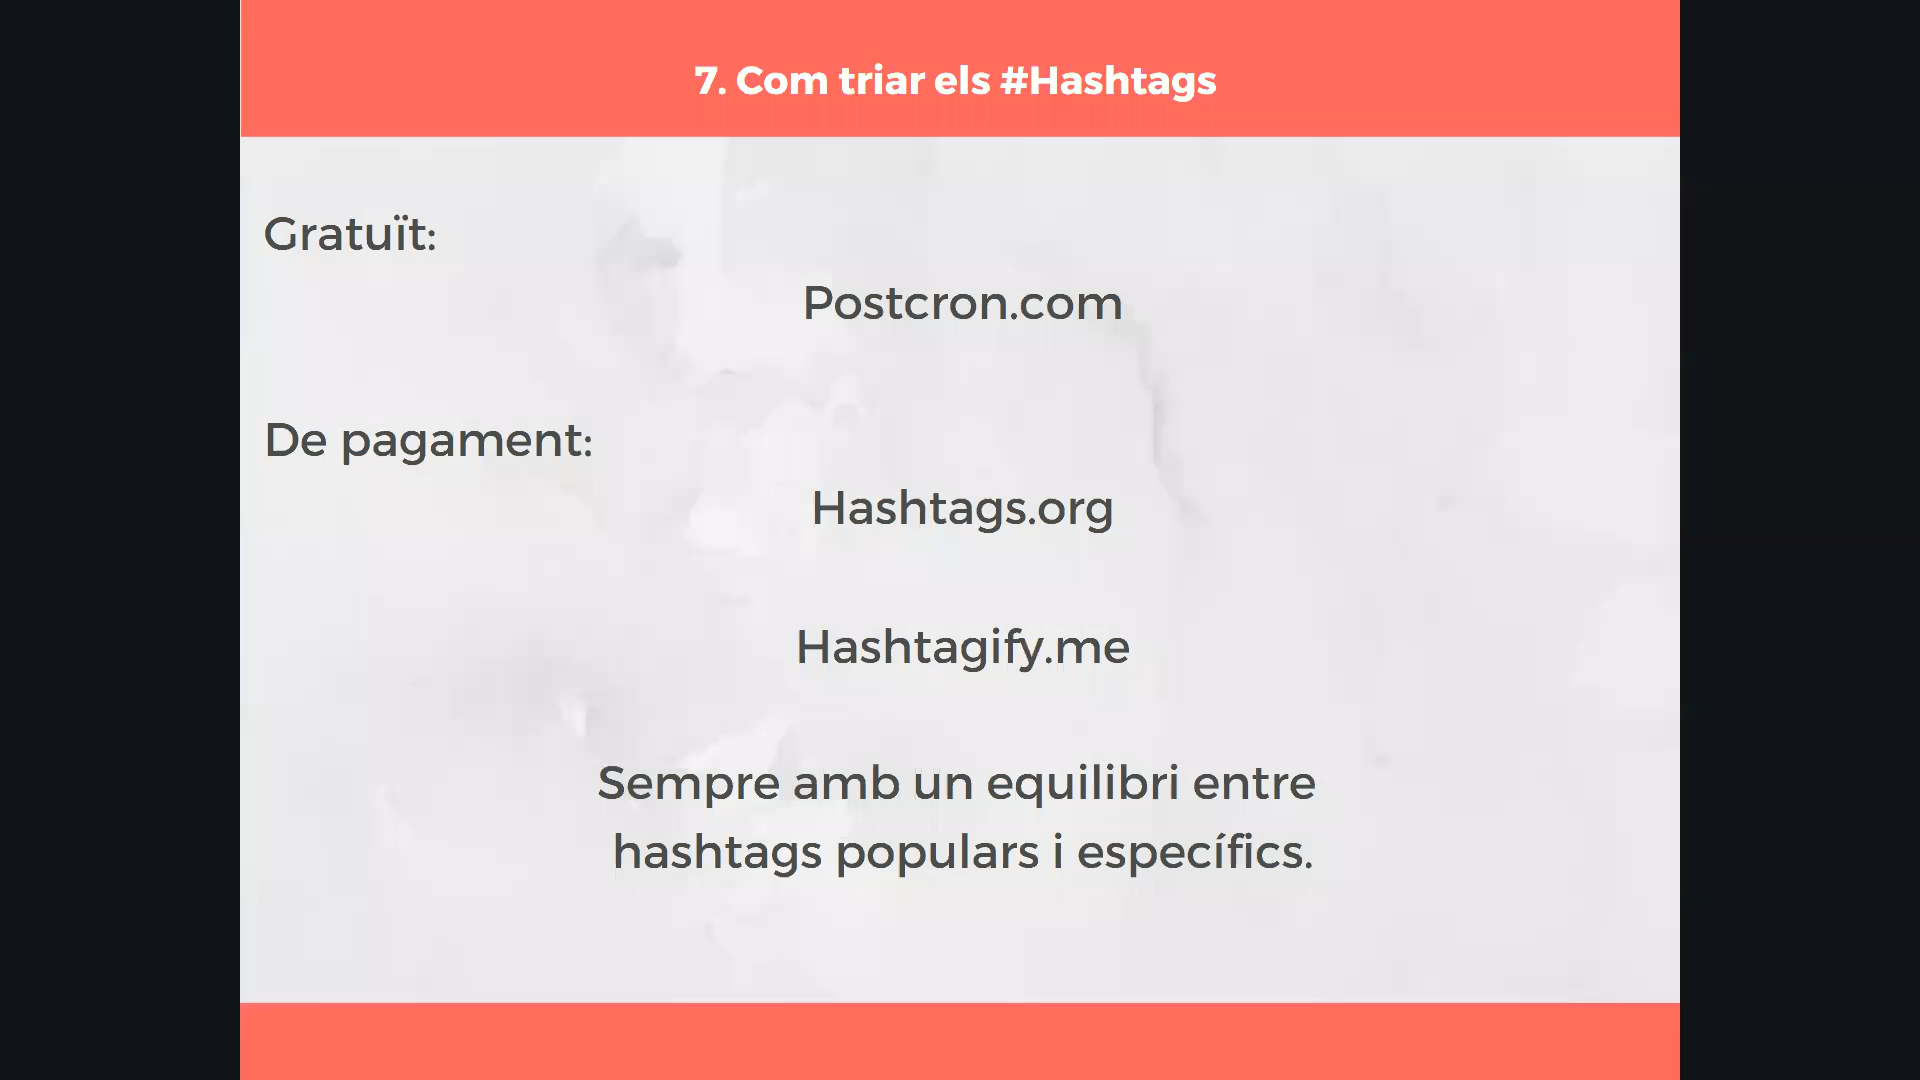 7. Com triar els #Hashtags
Gratuït:
Postcron.com
De pagament:
Hashtags.org
Hashtagify.me
Sempre amb un equilibri entre
hashtags populars i específics.